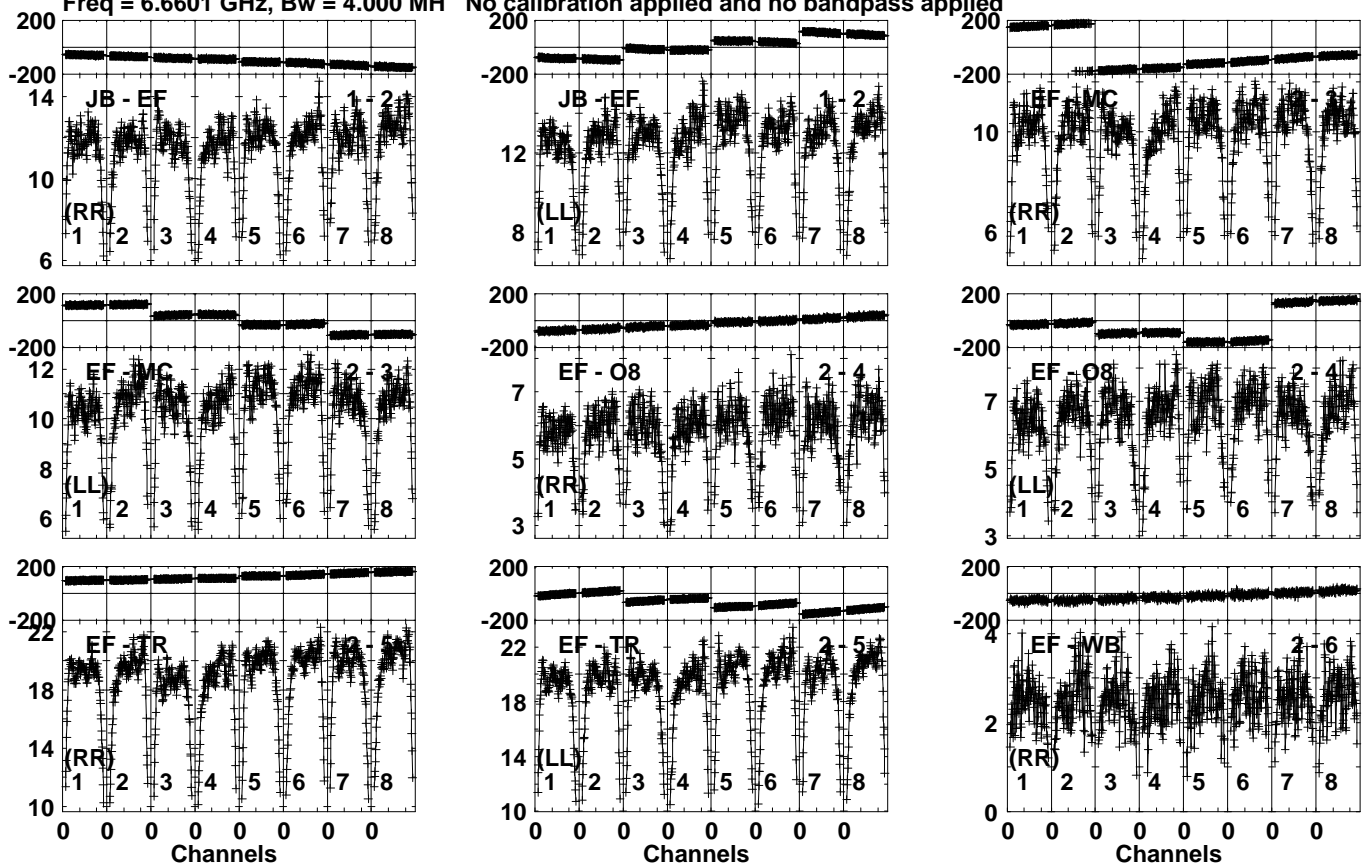 Freq = 6.6601 GHz, Bw = 4.000 MH No calibration applied and no bandpass applied
200
-200
14
10
6
JB - EF 1 - 2
(RR)
1 2 3 4 5 6 7 8
200
-200
12
8
JB - EF 1 - 2
(LL)
1 2 3 4 5 6 7 8
200
-200
10
6
EF - MC 2 - 3
(RR)
1 2 3 4 5 6 7 8
200
-200
12
10
8
6
EF - MC 2 - 3
(LL)
1 2 3 4 5 6 7 8
200
-200
7
5
3
EF - O8 2 - 4
(RR)
1 2 3 4 5 6 7 8
200
-200
7
5
3
EF - O8 2 - 4
(LL)
1 2 3 4 5 6 7 8
200
-200
22
18
14
10
EF - TR 2 - 5
(RR)
1 2 3 4 5 6 7 8
0 0 0 0 0 0 0 0
Channels
200
-200
22
18
14
10
EF - TR 2 - 5
(LL)
1 2 3 4 5 6 7 8
0 0 0 0 0 0 0 0
Channels
200
-200
4
2
0
EF - WB 2 - 6
(RR)
1 2 3 4 5 6 7 8
0 0 0 0 0 0 0 0
Channels